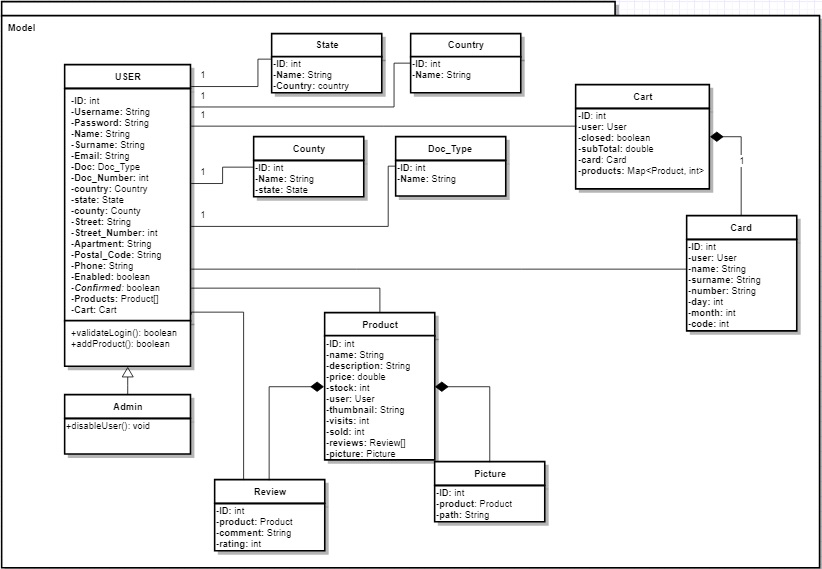 Model
USER
-ID: int
-Username: String
-Password: String
-Name: String
-Surname: String
-Email: String
-Doc: Doc_Type
-Doc_Number: int
-country: Country
-state: State
-county: County
-Street: String
-Street_Number: int
-Apartment: String
-Postal_Code: String
-Phone: String
-Enabled: boolean
-Confirmed: boolean
-Products: Product[]
-Cart: Cart
+validateLogin(): boolean
+addProduct(): boolean
Admin
+disableUser(): void
1
1
1
1
1
State
-ID: int
-Name: String
-Country: country
Country
-ID: int
-Name: String
County
-ID: int
-Name: String
-state: State
Doc_Type
-ID: int
-Name: String
Cart
-ID: int
-user: User
-closed: boolean
-subTotal: double
-card: Card
-products: Map<Product, int>
1
Card
-ID: int
-user: User
-name: String
-surname: String
-number: String
-day: int
-month: int
-code: int
Product
-ID: int
-name: String
-description: String
-price: double
-stock: int
-user: User
-thumbnail: String
-visits: int
-sold: int
-reviews: Review[]
-picture: Picture
Review
-ID: int
-product: Product
-comment: String
-rating: int
Picture
-ID: int
-product: Product
-path: String